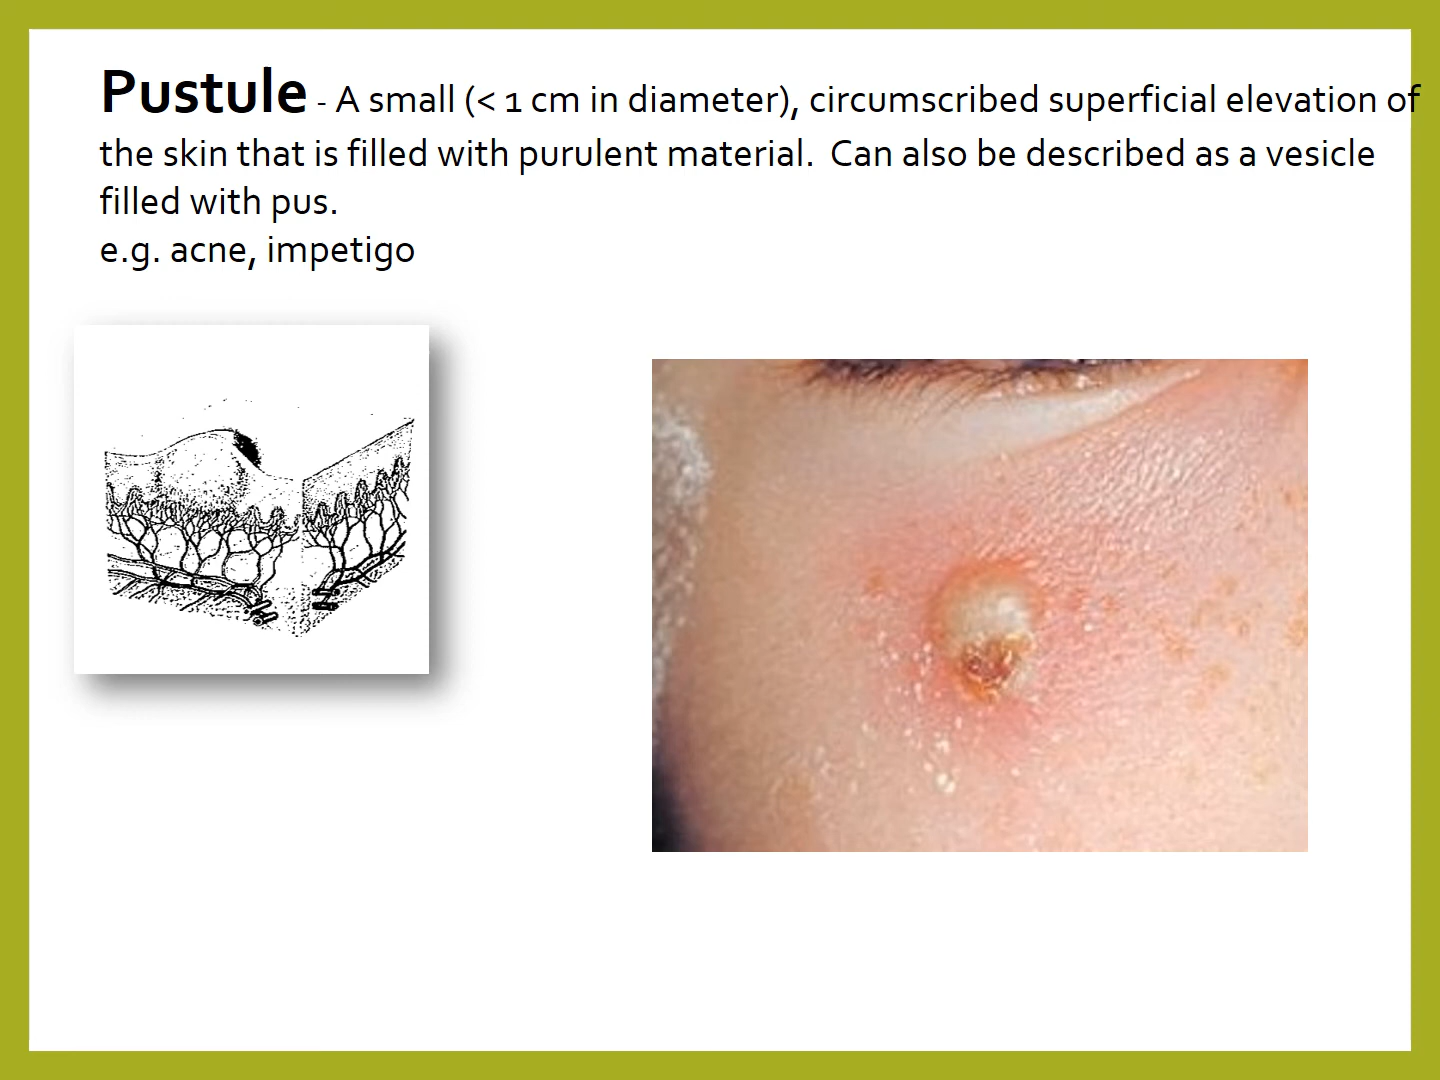 Pustule - A small (< 1 cm in diameter), circumscribed superficial elevation of
the skin that is filled with purulent material.  Can also be described as a vesicle
filled with pus.
e.g. acne, impetigo